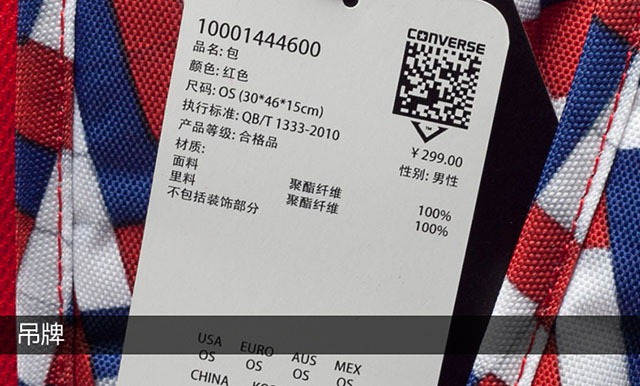 CONVERSE
10001444600
品名: 包
颜色: 红色
尺码: OS (30*46*15cm)
执行标准: QB/T 1333-2010
产品等级: 合格品
¥ 299.00
性别: 男性
材质:
面料 聚酯纤维 100%
里料 聚酯纤维 100%
不包括装饰部分
吊牌
USA EURO AUS MEX
OS OS OS OS
CHINA